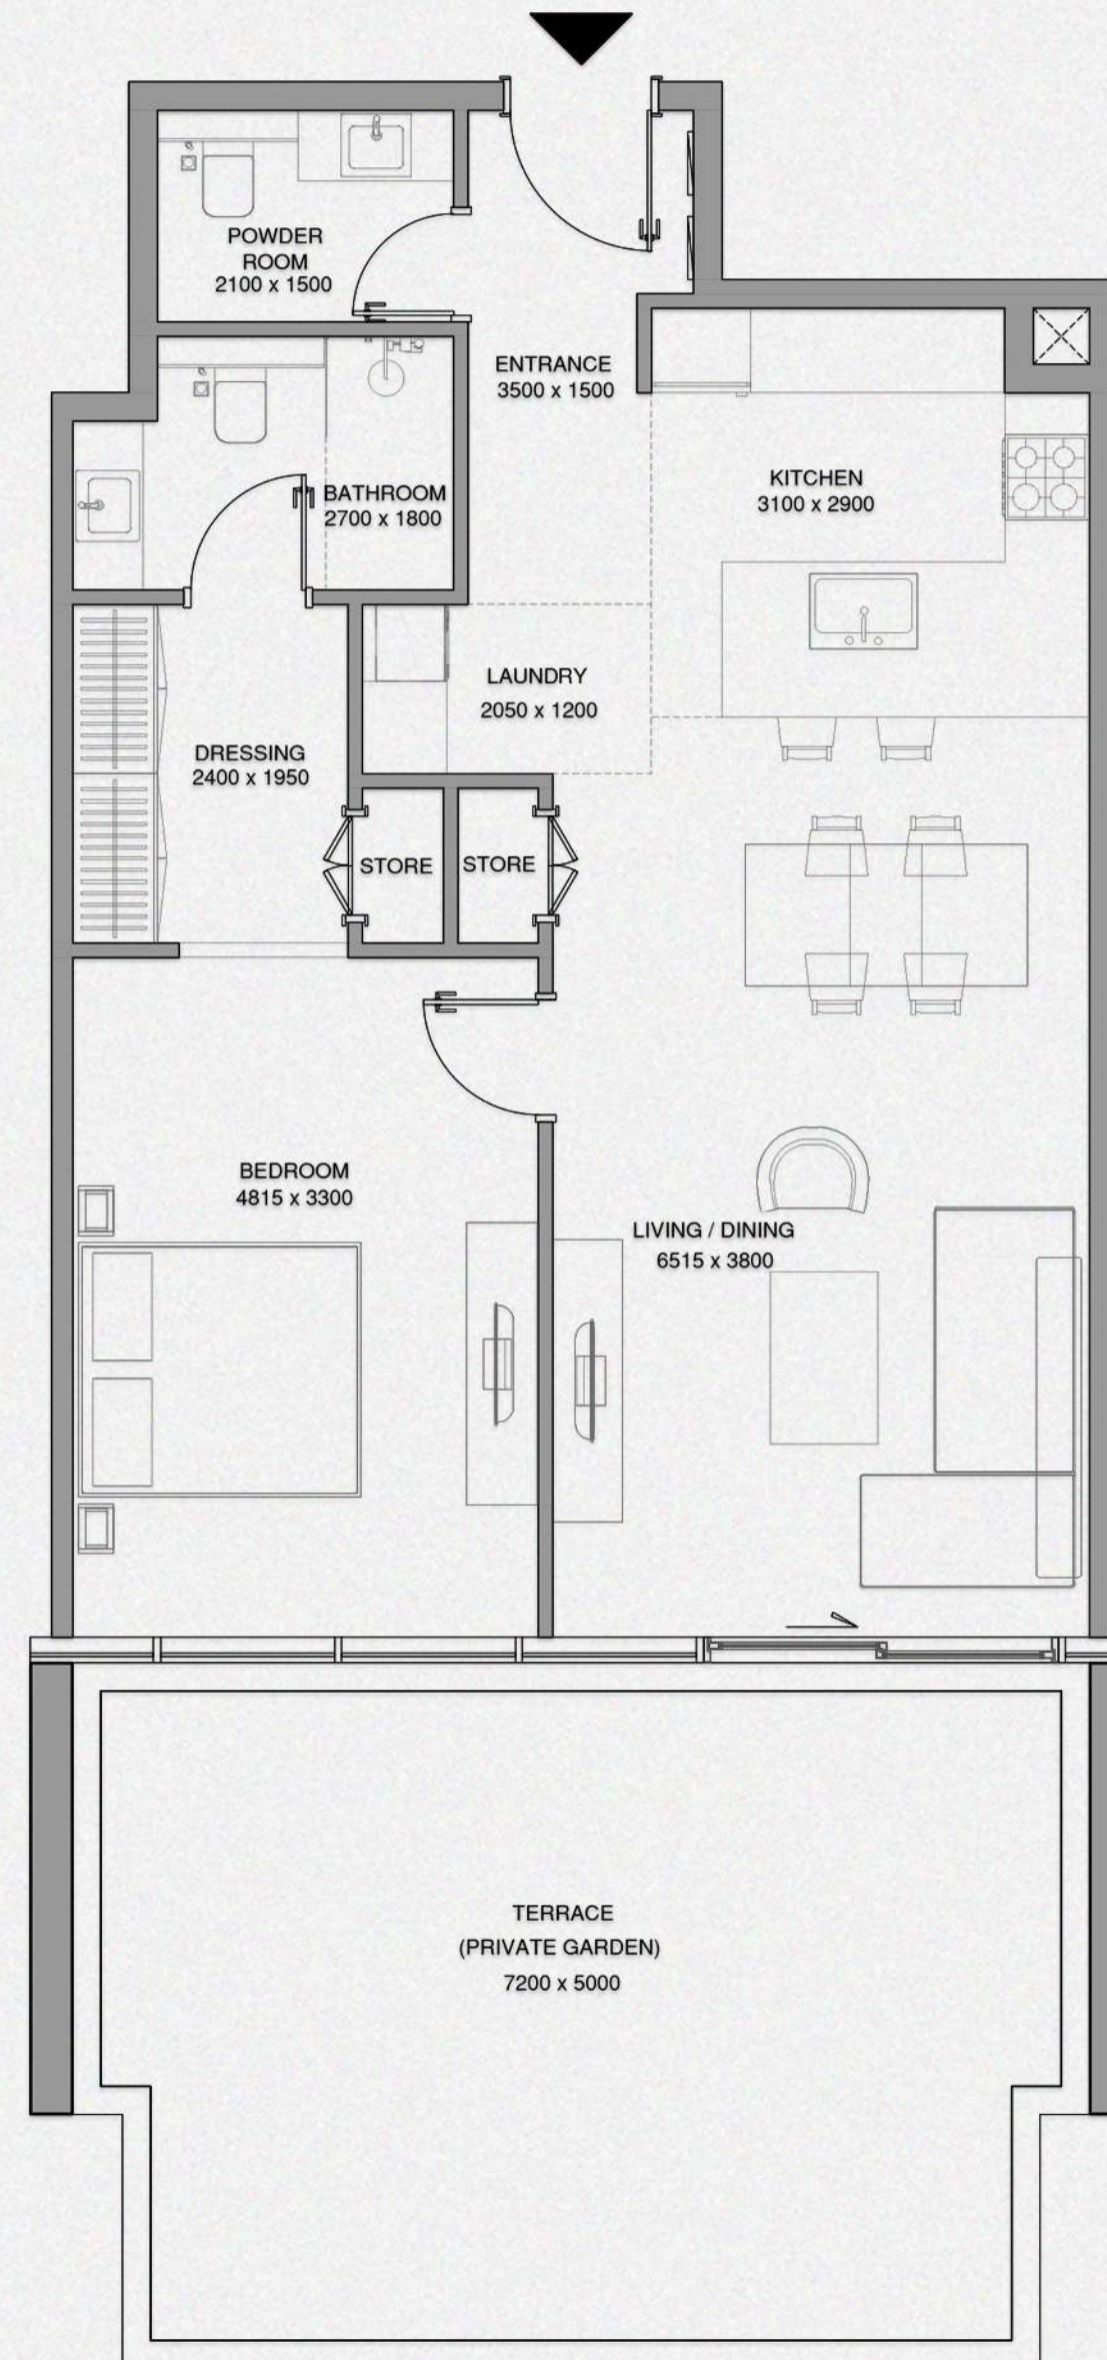 POWDER
ROOM
2100 x 1500
ENTRANCE
3500 x 1500
KITCHEN
3100 x 2900
BATHROOM
2700 x 1800
LAUNDRY
2050 x 1200
DRESSING
2400 x 1950
STORE
STORE
BEDROOM
4815 x 3300
LIVING / DINING
6515 x 3800
TERRACE
(PRIVATE GARDEN)
7200 x 5000